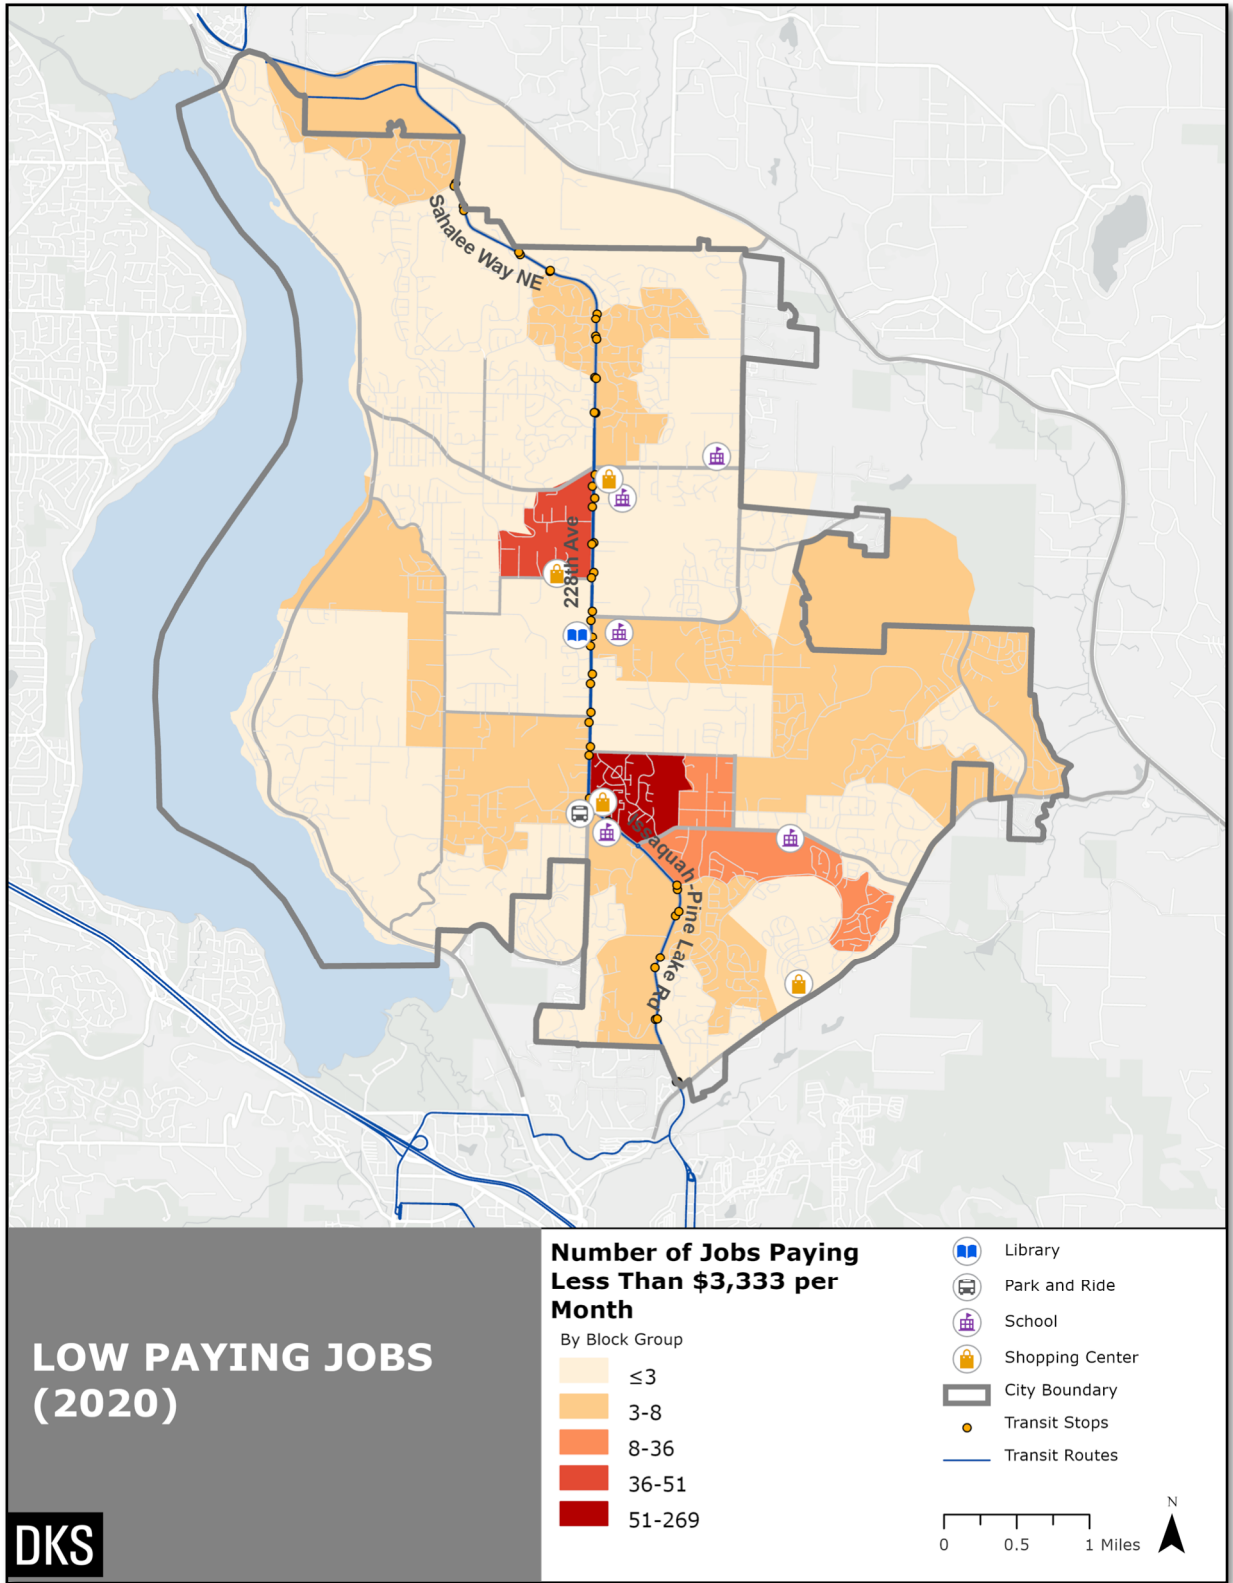 Sahalee Way NE
228th Ave
Issaquah-Pine Lake Rd
LOW PAYING JOBS
(2020)
DKS
Number of Jobs Paying
Less Than $3,333 per
Month
By Block Group
≤3
3-8
8-36
36-51
51-269
Library
Park and Ride
School
Shopping Center
City Boundary
Transit Stops
Transit Routes
N
0 0.5 1 Miles